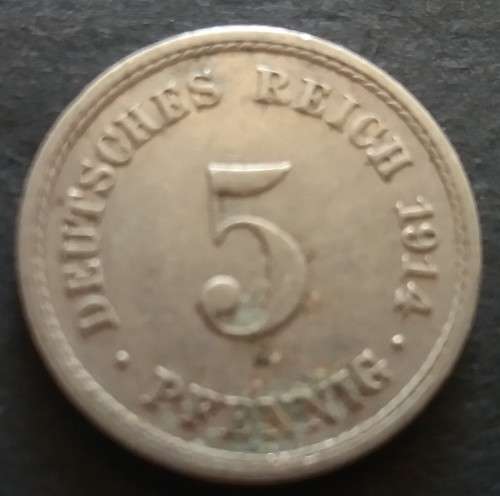 DEUTSCHES REICH 1914
5
· PFENNIG ·